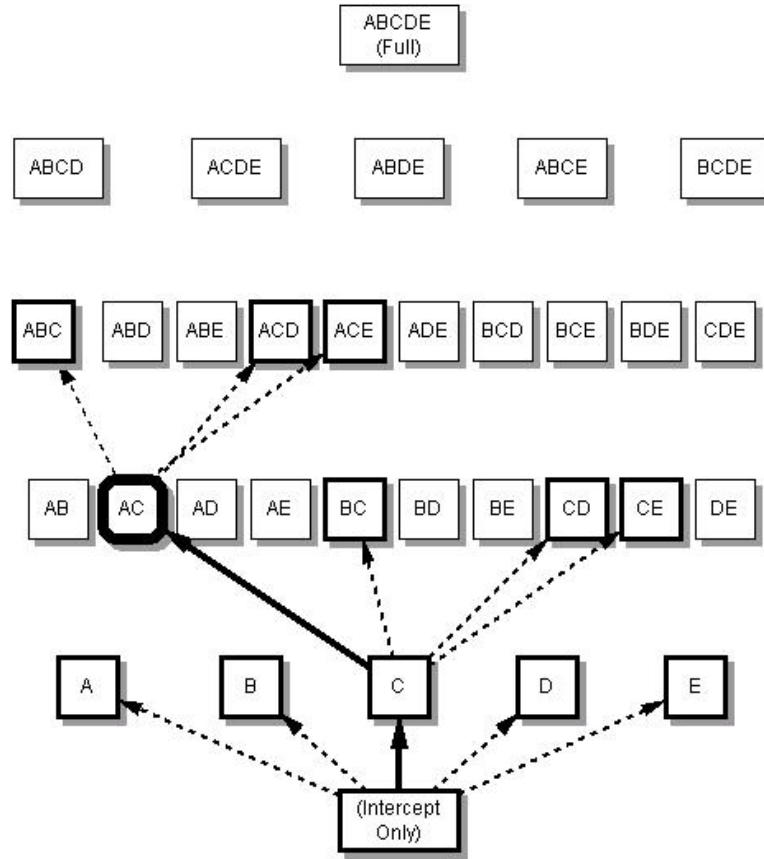 ABCDE
(Full)
ABCD ACDE ABDE ABCE BCDE
ABC ABD ABE ACD ACE ADE BCD BCE BDE CDE
AB AC AD AE BC BD BE CD CE DE
A B C D E
(Intercept
Only)